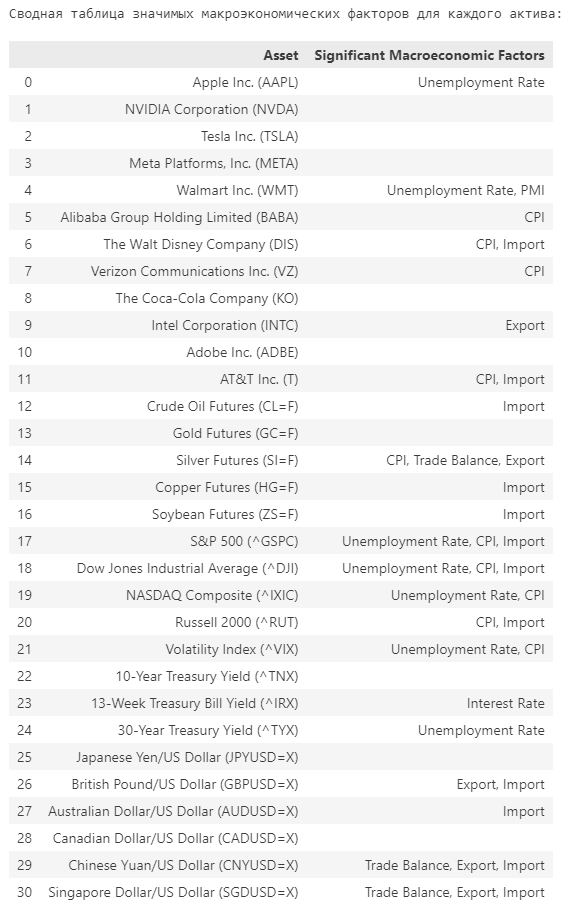 Сводная таблица значимых макроэкономических факторов для каждого актива:
Asset Significant Macroeconomic Factors
0 Apple Inc. (AAPL) Unemployment Rate
1 NVIDIA Corporation (NVDA)
2 Tesla Inc. (TSLA)
3 Meta Platforms, Inc. (META)
4 Walmart Inc. (WMT) Unemployment Rate, PMI
5 Alibaba Group Holding Limited (BABA) CPI
6 The Walt Disney Company (DIS) CPI, Import
7 Verizon Communications Inc. (VZ) CPI
8 The Coca-Cola Company (KO)
9 Intel Corporation (INTC) Export
10 Adobe Inc. (ADBE)
11 AT&T Inc. (T) CPI, Import
12 Crude Oil Futures (CL=F) Import
13 Gold Futures (GC=F)
14 Silver Futures (SI=F) CPI, Trade Balance, Export
15 Copper Futures (HG=F) Import
16 Soybean Futures (ZS=F) Import
17 S&P 500 (^GSPC) Unemployment Rate, CPI, Import
18 Dow Jones Industrial Average (^DJI) Unemployment Rate, CPI, Import
19 NASDAQ Composite (^IXIC) Unemployment Rate, CPI
20 Russell 2000 (^RUT) CPI, Import
21 Volatility Index (^VIX) Unemployment Rate, CPI
22 10-Year Treasury Yield (^TNX)
23 13-Week Treasury Bill Yield (^IRX) Interest Rate
24 30-Year Treasury Yield (^TYX) Unemployment Rate
25 Japanese Yen/US Dollar (JPYUSD=X)
26 British Pound/US Dollar (GBPUSD=X) Export, Import
27 Australian Dollar/US Dollar (AUDUSD=X) Import
28 Canadian Dollar/US Dollar (CADUSD=X)
29 Chinese Yuan/US Dollar (CNYUSD=X) Trade Balance, Export, Import
30 Singapore Dollar/US Dollar (SGDUSD=X) Trade Balance, Export, Import